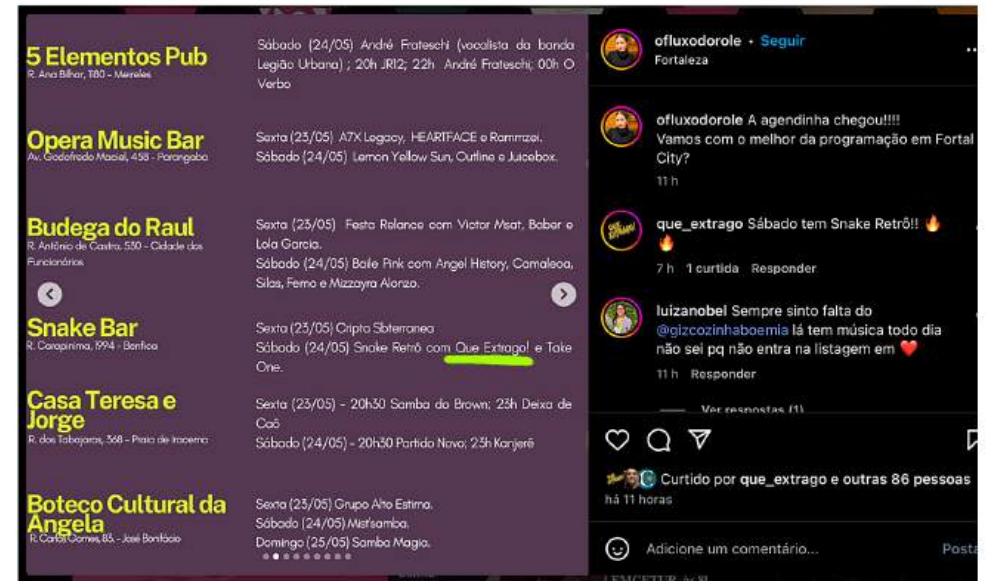 5 Elementos Pub
R. Ana Bilhar, 1180 - Meireles
Sábado (24/05) André Frateschi (vocalista da banda
Legião Urbana) ; 20h JR12; 22h André Frateschi; 00h O
Verbo
Opera Music Bar
Av. Godofredo Maciel, 458 - Parangaba
Sexta (23/05) A7X Legacy, HEARTFACE e Rammzei.
Sábado (24/05) Lemon Yellow Sun, Outline e Juicebox.
Budega do Raul
R. Antônio de Castro, 550 - Cidade dos
Funcionários
Sexta (23/05) Festa Relance com Victor Msat, Baber e
Lola Garcia.
Sábado (24/05) Baile Pink com Angel History, Camaleoa,
Silas, Femo e Mizzayra Alonzo.
Snake Bar
R. Carapinima, 1994 - Benfica
Sexta (23/05) Cripta Sbterranea
Sábado (24/05) Snake Retrô com Que Extrago! e Take
One.
Casa Teresa e
Jorge
R. dos Tabajaras, 368 - Praia de Iracema
Sexta (23/05) - 20h30 Samba do Brown; 23h Deixa de
Caô
Sábado (24/05) - 20h30 Partido Novo; 23h Kanjerê
Boteco Cultural da
Angela
R. Carlos Gomes, 83. - José Bonifácio
Sexta (23/05) Grupo Alto Estima.
Sábado (24/05) Mist'samba.
Domingo (25/05) Samba Magia.
ofluxodorole • Seguir
Fortaleza
ofluxodorole A agendinha chegou!!!!
Vamos com o melhor da programação em Fortal
City?
11 h
que_extrago Sábado tem Snake Retrô!! 🔥
🔥
7 h 1 curtida Responder
luizanobel Sempre sinto falta do
@gizcozinhaboemia lá tem música todo dia
não sei pq não entra na listagem em ❤️
11 h Responder
Ver respostas (1)
Curtido por que_extrago e outras 86 pessoas
há 11 horas
Adicione um comentário... Posta